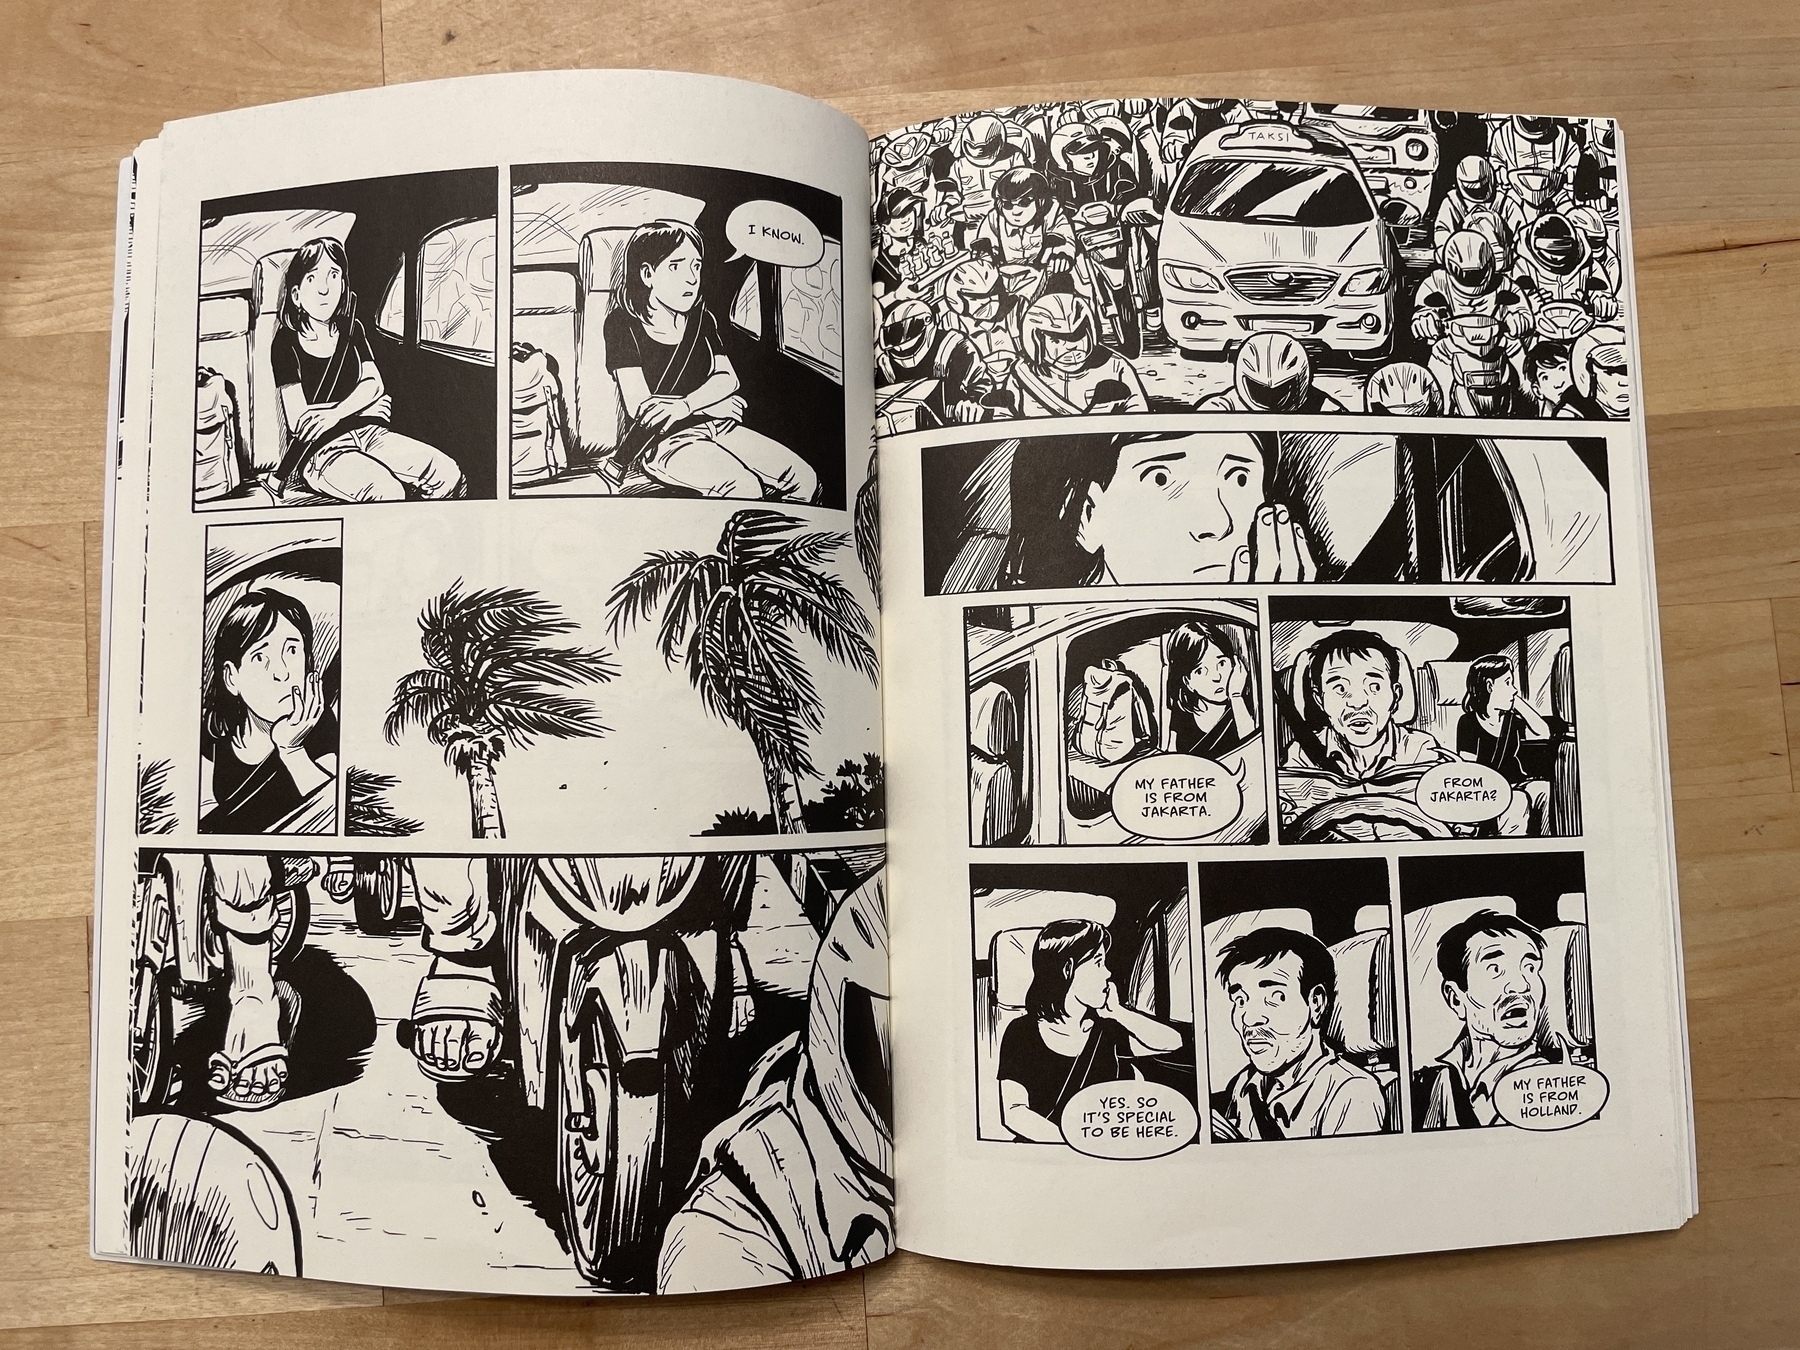 I KNOW.
TAKSI
MY FATHER
IS FROM
JAKARTA.
FROM
JAKARTA?
YES. SO
IT'S SPECIAL
TO BE HERE.
MY FATHER
IS FROM
HOLLAND.